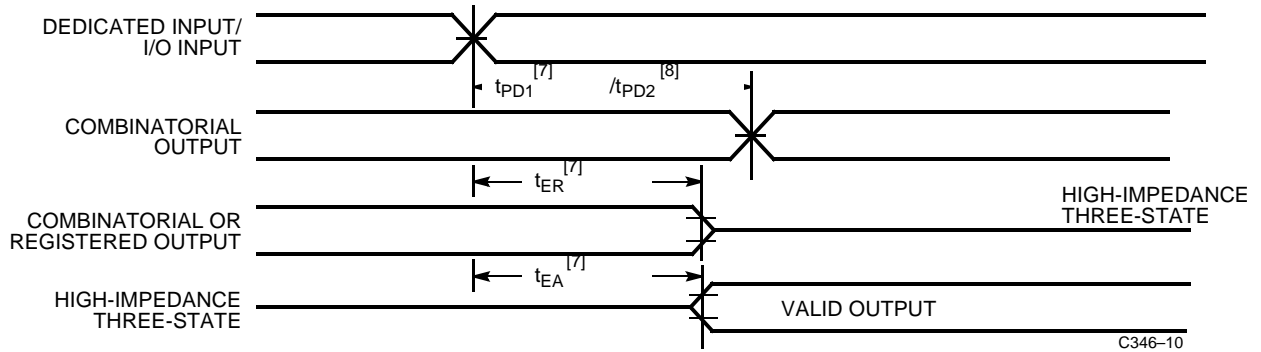 DEDICATED INPUT/
I/O INPUT
tPD1[7] /tPD2[8]
COMBINATORIAL
OUTPUT
tER[7]
COMBINATORIAL OR
REGISTERED OUTPUT
HIGH-IMPEDANCE
THREE-STATE
tEA[7]
HIGH-IMPEDANCE
THREE-STATE
VALID OUTPUT
C346–10